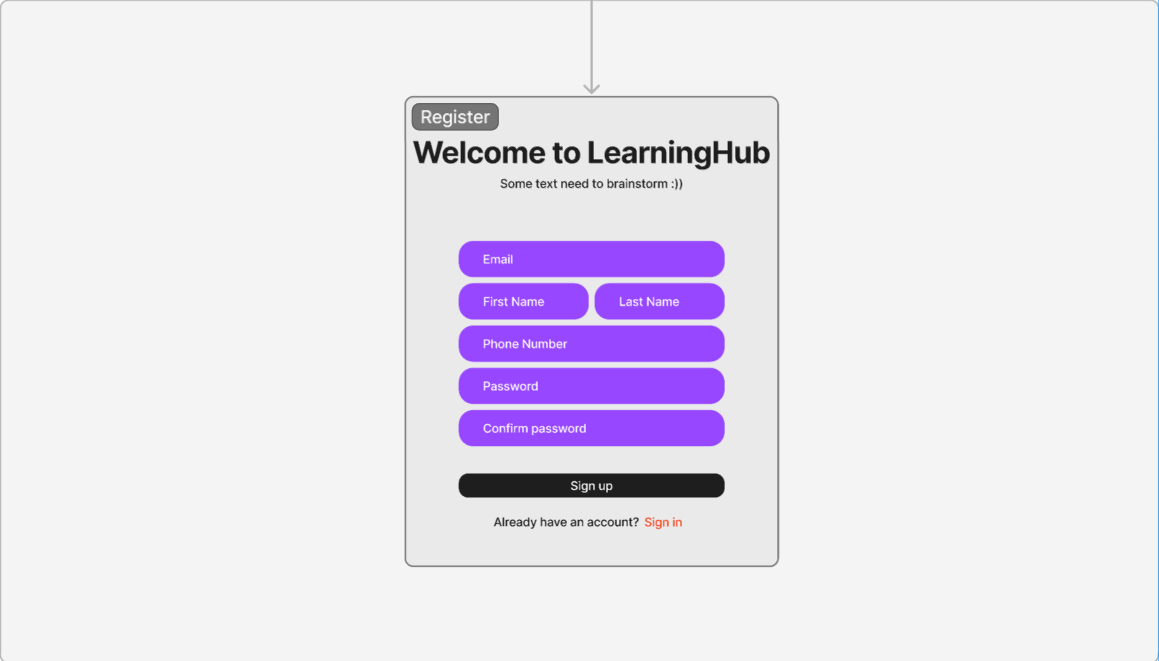 Register
Welcome to LearningHub
Some text need to brainstorm :))
Email
First Name Last Name
Phone Number
Password
Confirm password
Sign up
Already have an account? Sign in